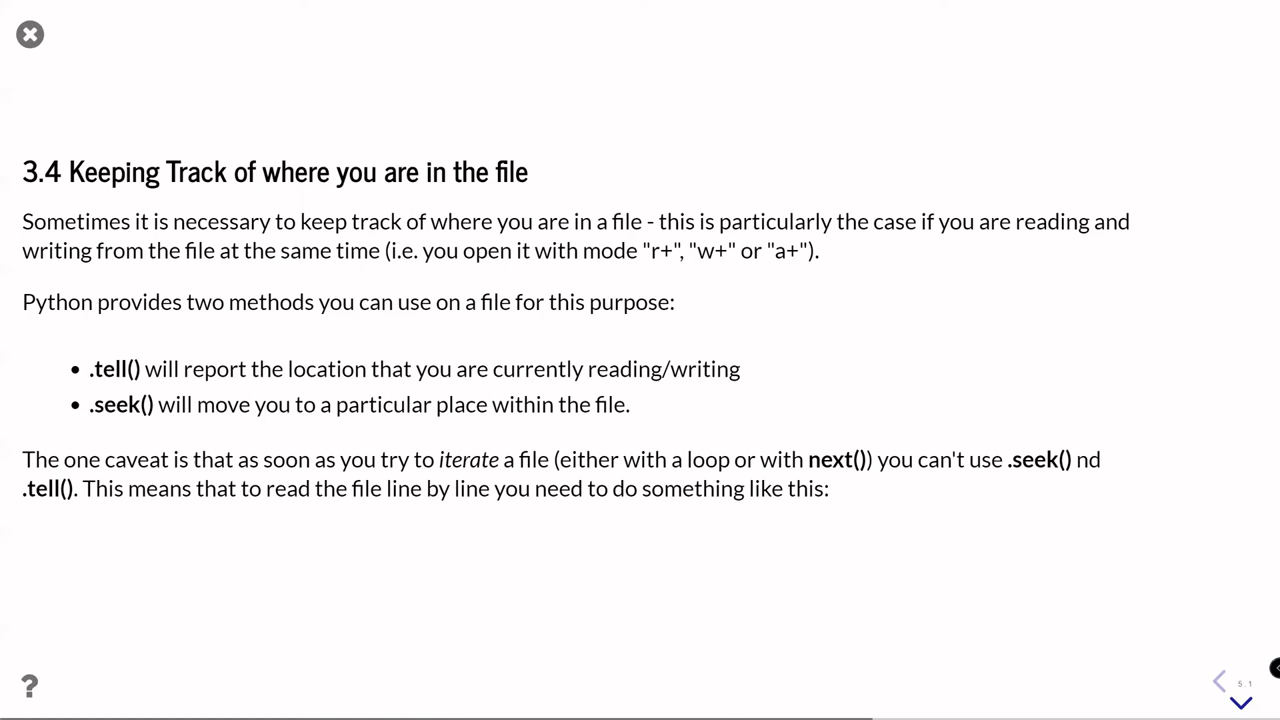 3.4 Keeping Track of where you are in the file
Sometimes it is necessary to keep track of where you are in a file - this is particularly the case if you are reading and
writing from the file at the same time (i.e. you open it with mode "r+", "w+" or "a+").
Python provides two methods you can use on a file for this purpose:
• .tell() will report the location that you are currently reading/writing
• .seek() will move you to a particular place within the file.
The one caveat is that as soon as you try to iterate a file (either with a loop or with next()) you can't use .seek() nd
.tell(). This means that to read the file line by line you need to do something like this:
?
5.1